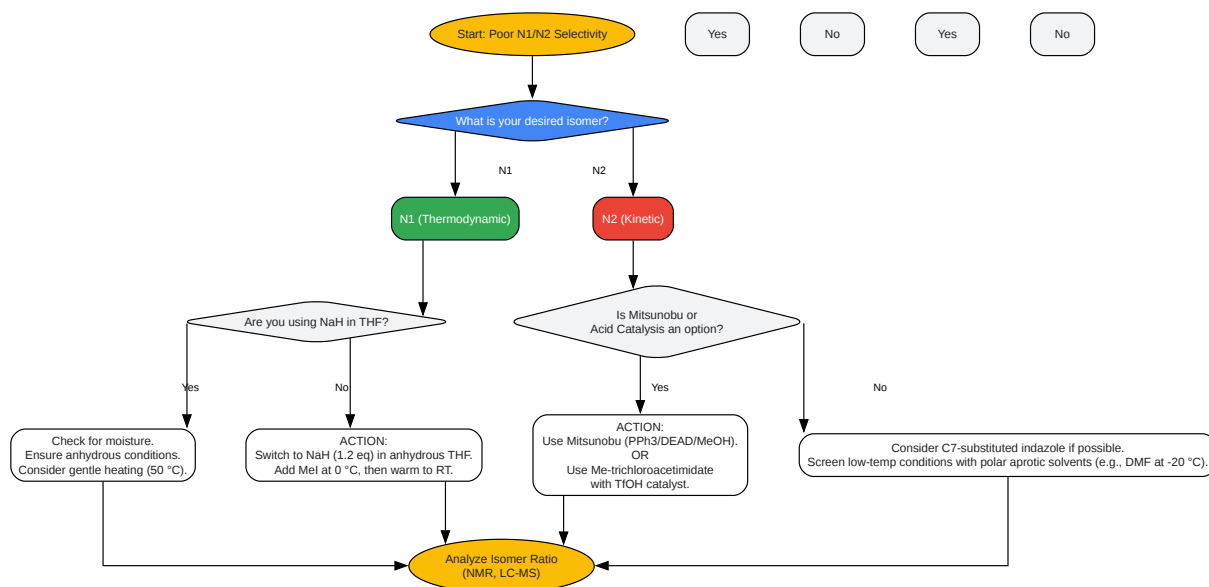 Start: Poor N1/N2 Selectivity
Yes
No
Yes
No
What is your desired isomer?
N1
N2
N1 (Thermodynamic)
N2 (Kinetic)
Are you using NaH in THF?
Is Mitsunobu or
Acid Catalysis an option?
Yes
No
Yes
No
Check for moisture.
Ensure anhydrous conditions.
Consider gentle heating (50 °C).
ACTION:
Switch to NaH (1.2 eq) in anhydrous THF.
Add MeI at 0 °C, then warm to RT.
ACTION:
Use Mitsunobu (PPh3/DEAD/MeOH).
OR
Use Me-trichloroacetimidate
with TfOH catalyst.
Consider C7-substituted indazole if possible.
Screen low-temp conditions with polar aprotic solvents (e.g., DMF at -20 °C).
Analyze Isomer Ratio
(NMR, LC-MS)